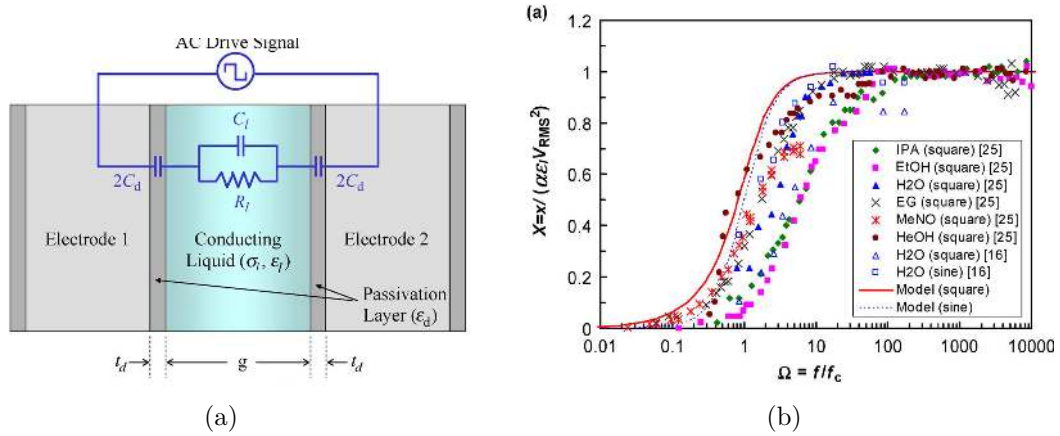 AC Drive Signal
C_l
2C_d
R_l
2C_d
Electrode 1
Conducting
Liquid (σ_l, ε_l)
Electrode 2
Passivation
Layer (ε_d)
t_d
g
t_d
(a)
(a)
X=x/(αε_lV_RMS²)
1.2
1
0.8
0.6
0.4
0.2
0
0.01
0.1
1
10
100
1000
10000
Ω = f/f_c
IPA (square) [25]
EtOH (square) [25]
H2O (square) [25]
EG (square) [25]
MeNO (square) [25]
HeOH (square) [25]
H2O (square) [16]
H2O (sine) [16]
Model (square)
Model (sine)
(b)